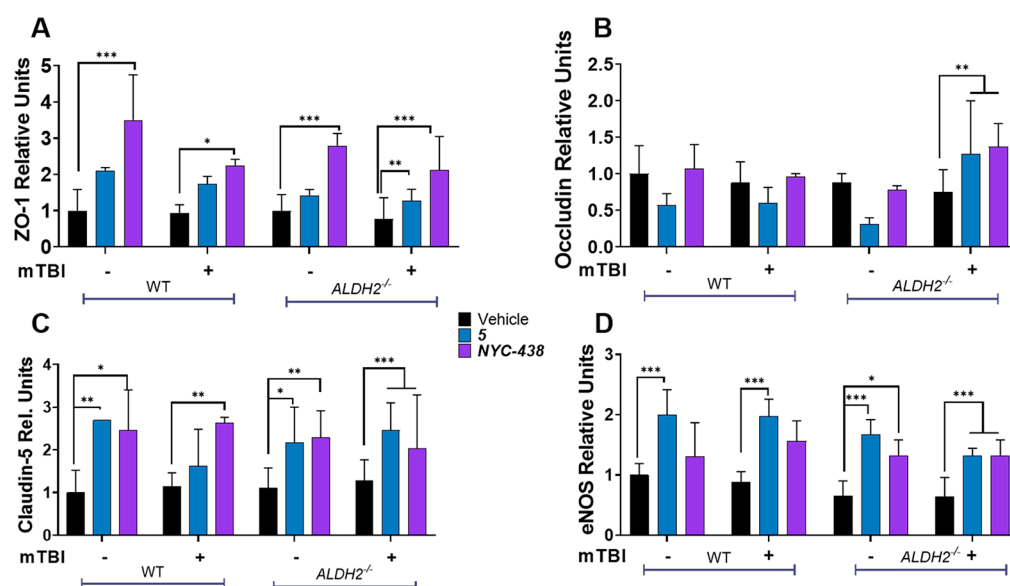 A
ZO-1 Relative Units
5
4
3
2
1
0
***
*
***
***
**
mTBI - + - +
WT ALDH2-/-
B
Occludin Relative Units
2.5
2.0
1.5
1.0
0.5
0.0
**
mTBI - + - +
WT ALDH2-/-
Vehicle
5
NYC-438
C
Claudin-5 Rel. Units
4
3
2
1
0
*
**
**
**
*
***
mTBI - + - +
WT ALDH2-/-
D
eNOS Relative Units
3
2
1
0
***
***
*
***
***
mTBI - WT + - ALDH2-/- +